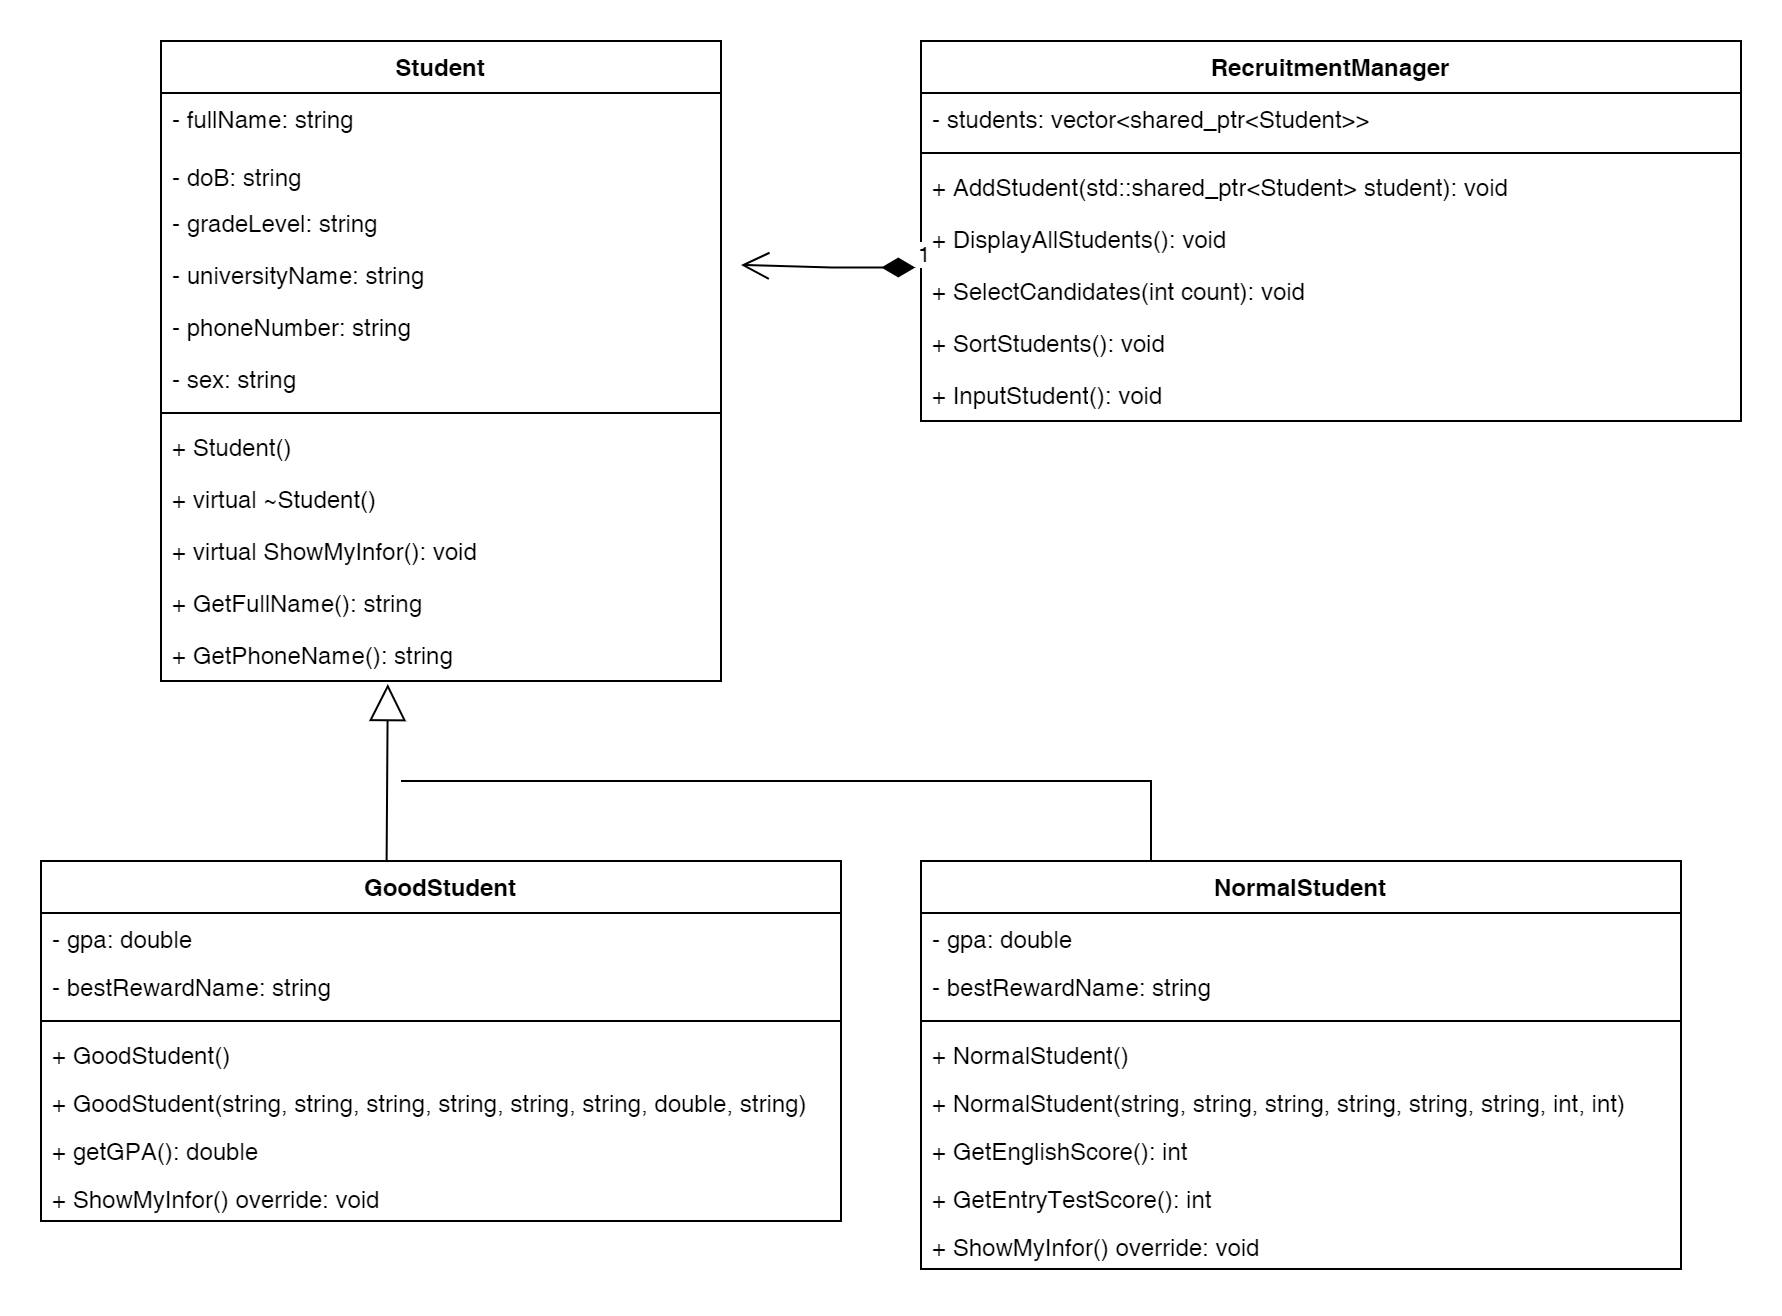 Student
- fullName: string
- doB: string
- gradeLevel: string
- universityName: string
- phoneNumber: string
- sex: string
+ Student()
+ virtual ~Student()
+ virtual ShowMyInfor(): void
+ GetFullName(): string
+ GetPhoneName(): string
RecruitmentManager
- students: vector<shared_ptr<Student>>
+ AddStudent(std::shared_ptr<Student> student): void
+ DisplayAllStudents(): void
+ SelectCandidates(int count): void
+ SortStudents(): void
+ InputStudent(): void
1
GoodStudent
- gpa: double
- bestRewardName: string
+ GoodStudent()
+ GoodStudent(string, string, string, string, string, string, double, string)
+ getGPA(): double
+ ShowMyInfor() override: void
NormalStudent
- gpa: double
- bestRewardName: string
+ NormalStudent()
+ NormalStudent(string, string, string, string, string, string, int, int)
+ GetEnglishScore(): int
+ GetEntryTestScore(): int
+ ShowMyInfor() override: void